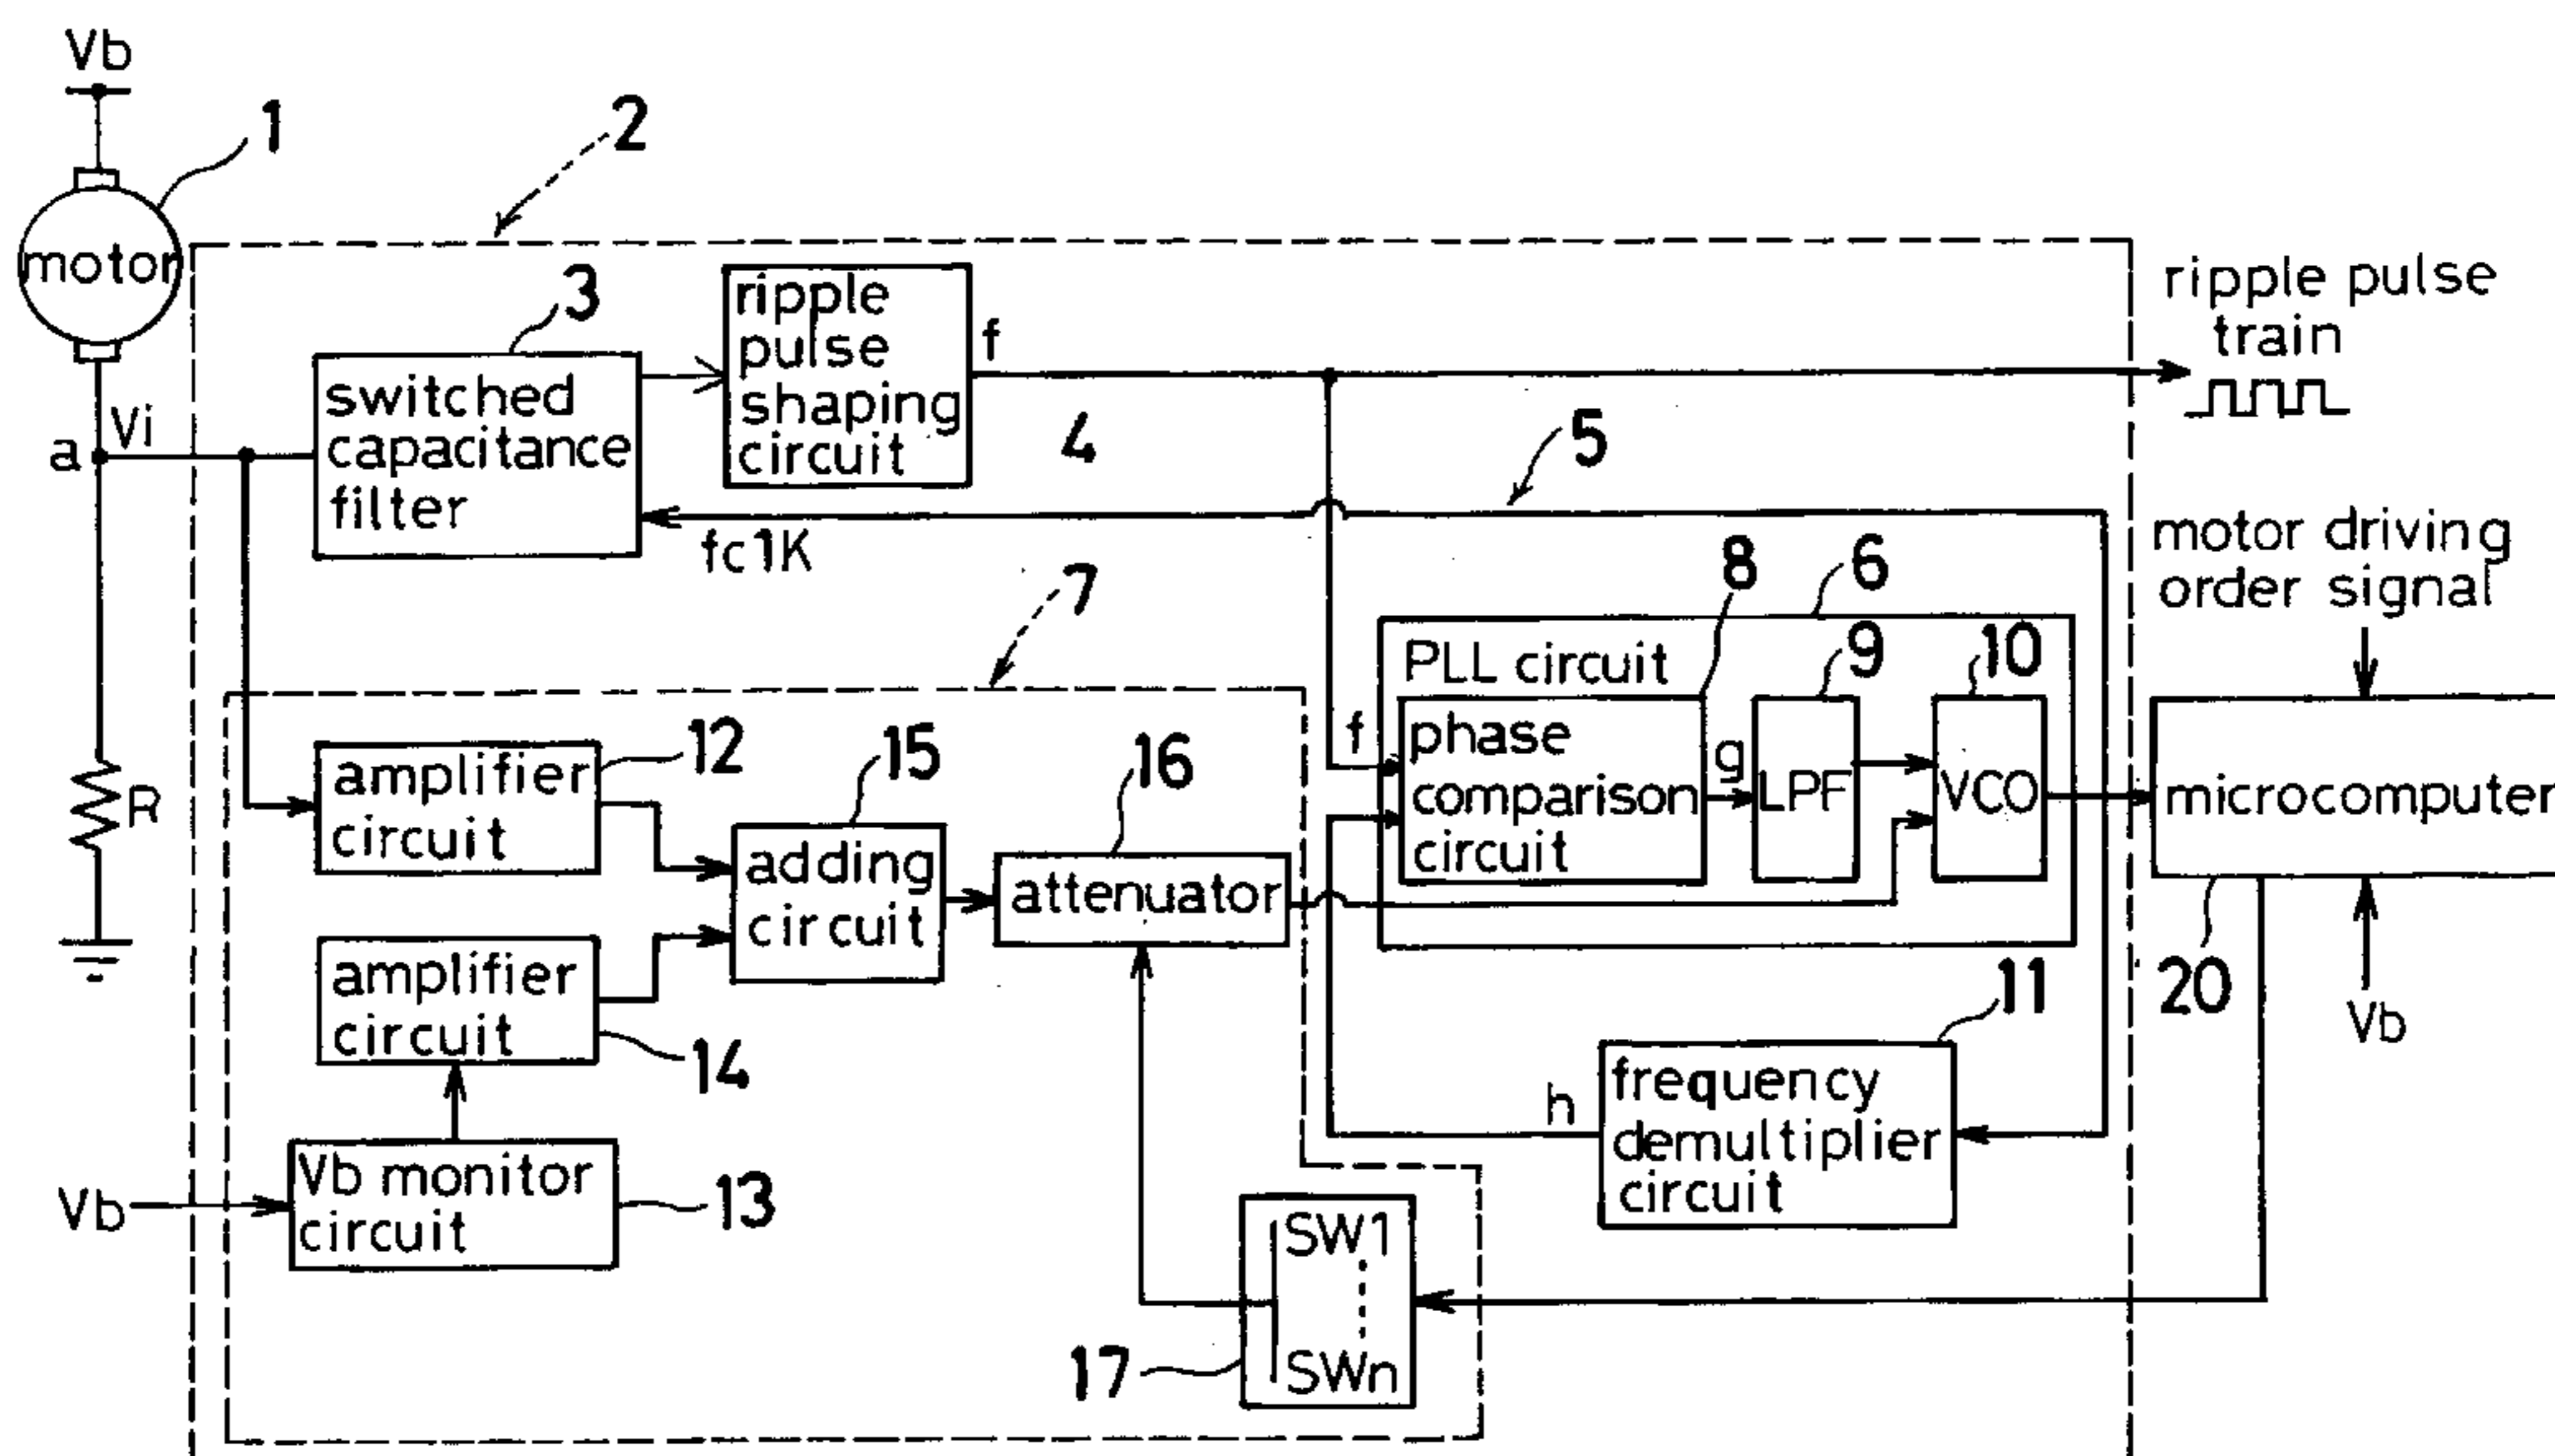 Vb
1
2
motor
3
ripple
pulse
shaping
circuit
f
ripple pulse
train
a
Vi
switched
capacitance
filter
4
5
fc1K
motor driving
order signal
7
8
6
PLL circuit
9
10
f
phase
comparison
circuit
g
LPF
VCO
microcomputer
20
Vb
R
amplifier
circuit
12
15
adding
circuit
16
attenuator
amplifier
circuit
14
11
h
frequency
demultiplier
circuit
Vb
Vb monitor
circuit
13
SW1
SWn
17